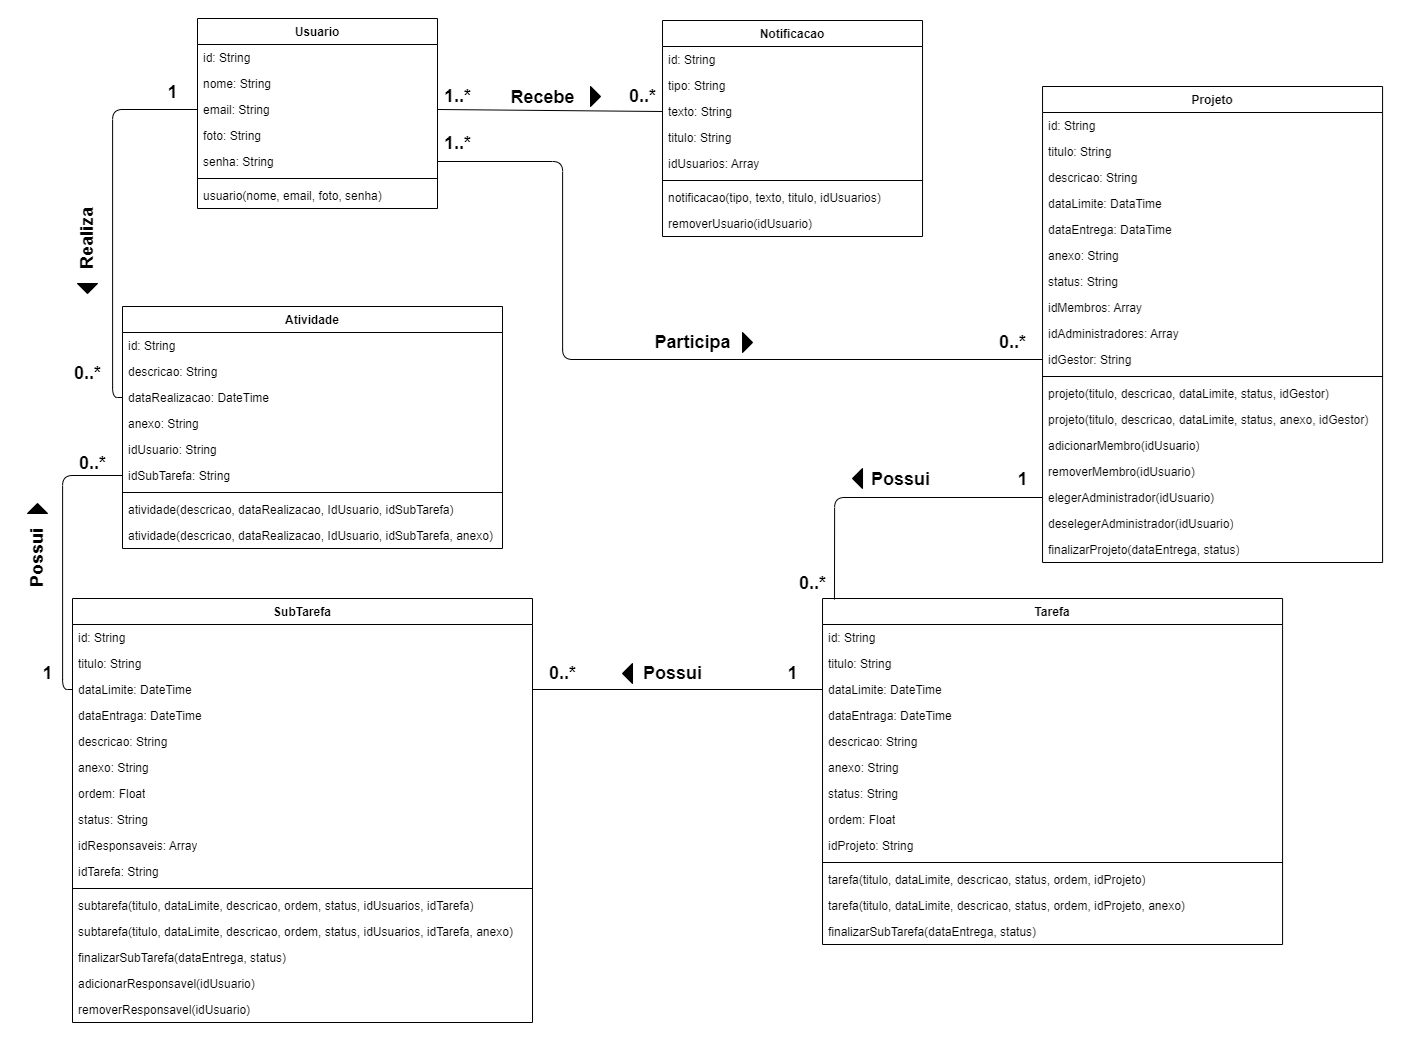 Usuario
id: String
nome: String
email: String
foto: String
senha: String
usuario(nome, email, foto, senha)
1
1..*
Recebe
0..*
1..*
Notificacao
id: String
tipo: String
texto: String
titulo: String
idUsuarios: Array
notificacao(tipo, texto, titulo, idUsuarios)
removerUsuario(idUsuario)
Projeto
id: String
titulo: String
descricao: String
dataLimite: DataTime
dataEntrega: DataTime
anexo: String
status: String
idMembros: Array
idAdministradores: Array
idGestor: String
projeto(titulo, descricao, dataLimite, status, idGestor)
projeto(titulo, descricao, dataLimite, status, anexo, idGestor)
adicionarMembro(idUsuario)
removerMembro(idUsuario)
elegerAdministrador(idUsuario)
deselegerAdministrador(idUsuario)
finalizarProjeto(dataEntrega, status)
Realiza
0..*
Participa
0..*
Atividade
id: String
descricao: String
dataRealizacao: DateTime
anexo: String
idUsuario: String
idSubTarefa: String
atividade(descricao, dataRealizacao, IdUsuario, idSubTarefa)
atividade(descricao, dataRealizacao, IdUsuario, idSubTarefa, anexo)
0..*
Possui
1
Possui
1
0..*
SubTarefa
id: String
titulo: String
dataLimite: DateTime
dataEntraga: DateTime
descricao: String
anexo: String
ordem: Float
status: String
idResponsaveis: Array
idTarefa: String
subtarefa(titulo, dataLimite, descricao, ordem, status, idUsuarios, idTarefa)
subtarefa(titulo, dataLimite, descricao, ordem, status, idUsuarios, idTarefa, anexo)
finalizarSubTarefa(dataEntrega, status)
adicionarResponsavel(idUsuario)
removerResponsavel(idUsuario)
0..*
Possui
1
Tarefa
id: String
titulo: String
dataLimite: DateTime
dataEntraga: DateTime
descricao: String
anexo: String
status: String
ordem: Float
idProjeto: String
tarefa(titulo, dataLimite, descricao, status, ordem, idProjeto)
tarefa(titulo, dataLimite, descricao, status, ordem, idProjeto, anexo)
finalizarSubTarefa(dataEntrega, status)